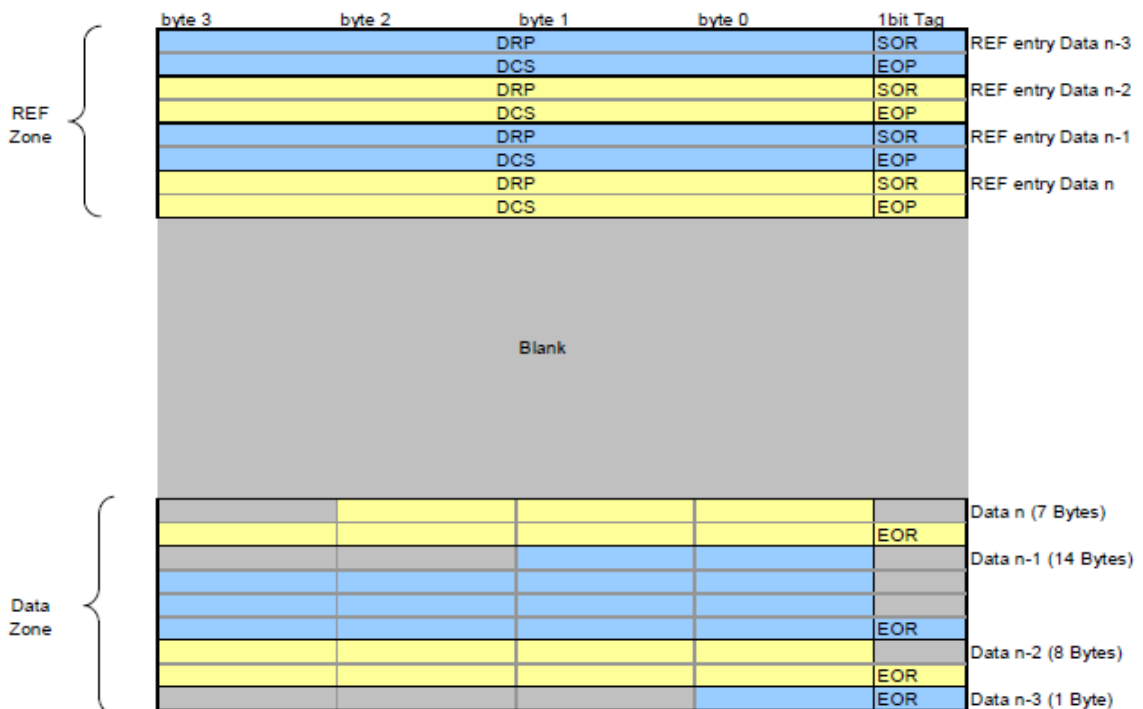 byte 3 byte 2 byte 1 byte 0 1bit Tag
DRP SOR REF entry Data n-3
DCS EOP
DRP SOR REF entry Data n-2
DCS EOP
REF
Zone
DRP SOR REF entry Data n-1
DCS EOP
DRP SOR REF entry Data n
DCS EOP
Blank
Data n (7 Bytes)
EOR
Data n-1 (14 Bytes)
Data
Zone
EOR
Data n-2 (8 Bytes)
EOR
EOR Data n-3 (1 Byte)